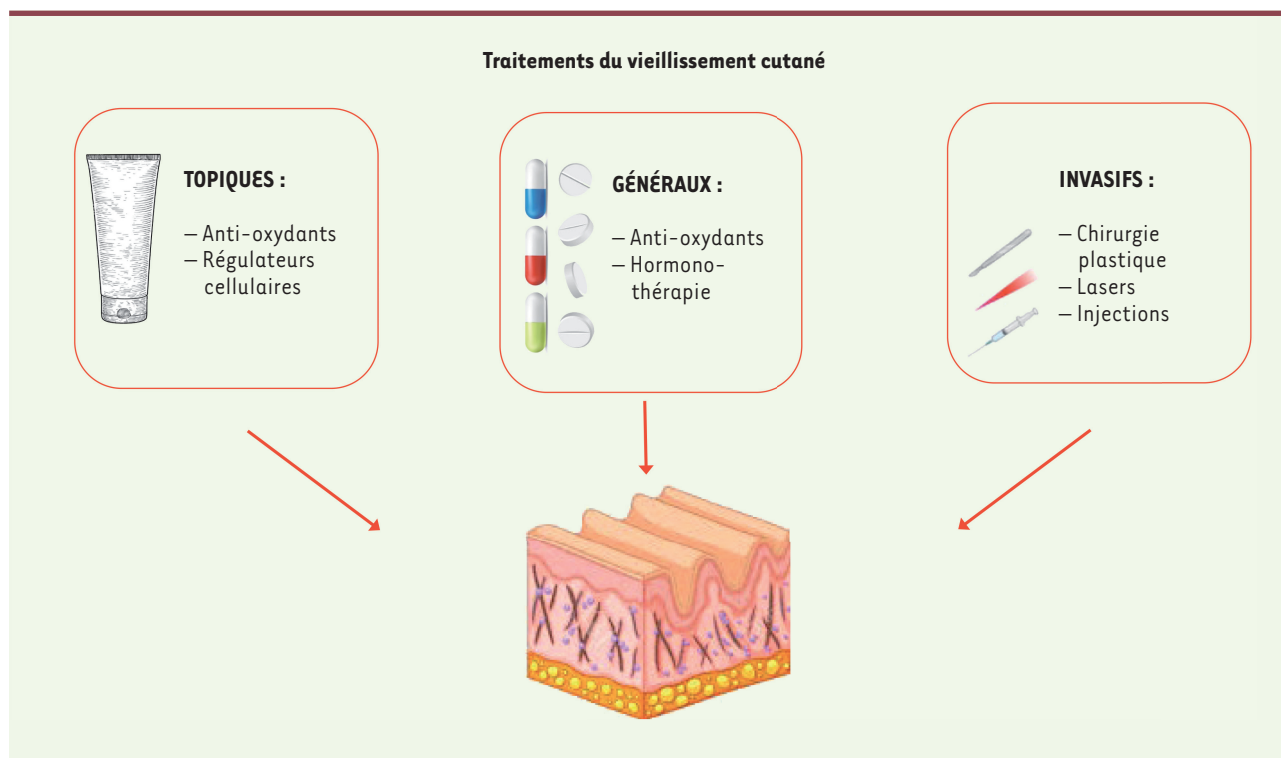 Traitements du vieillissement cutané
TOPIQUES :
– Anti-oxydants
– Régulateurs
cellulaires
GÉNÉRAUX :
– Anti-oxydants
– Hormono-
thérapie
INVASIFS :
– Chirurgie
plastique
– Lasers
– Injections